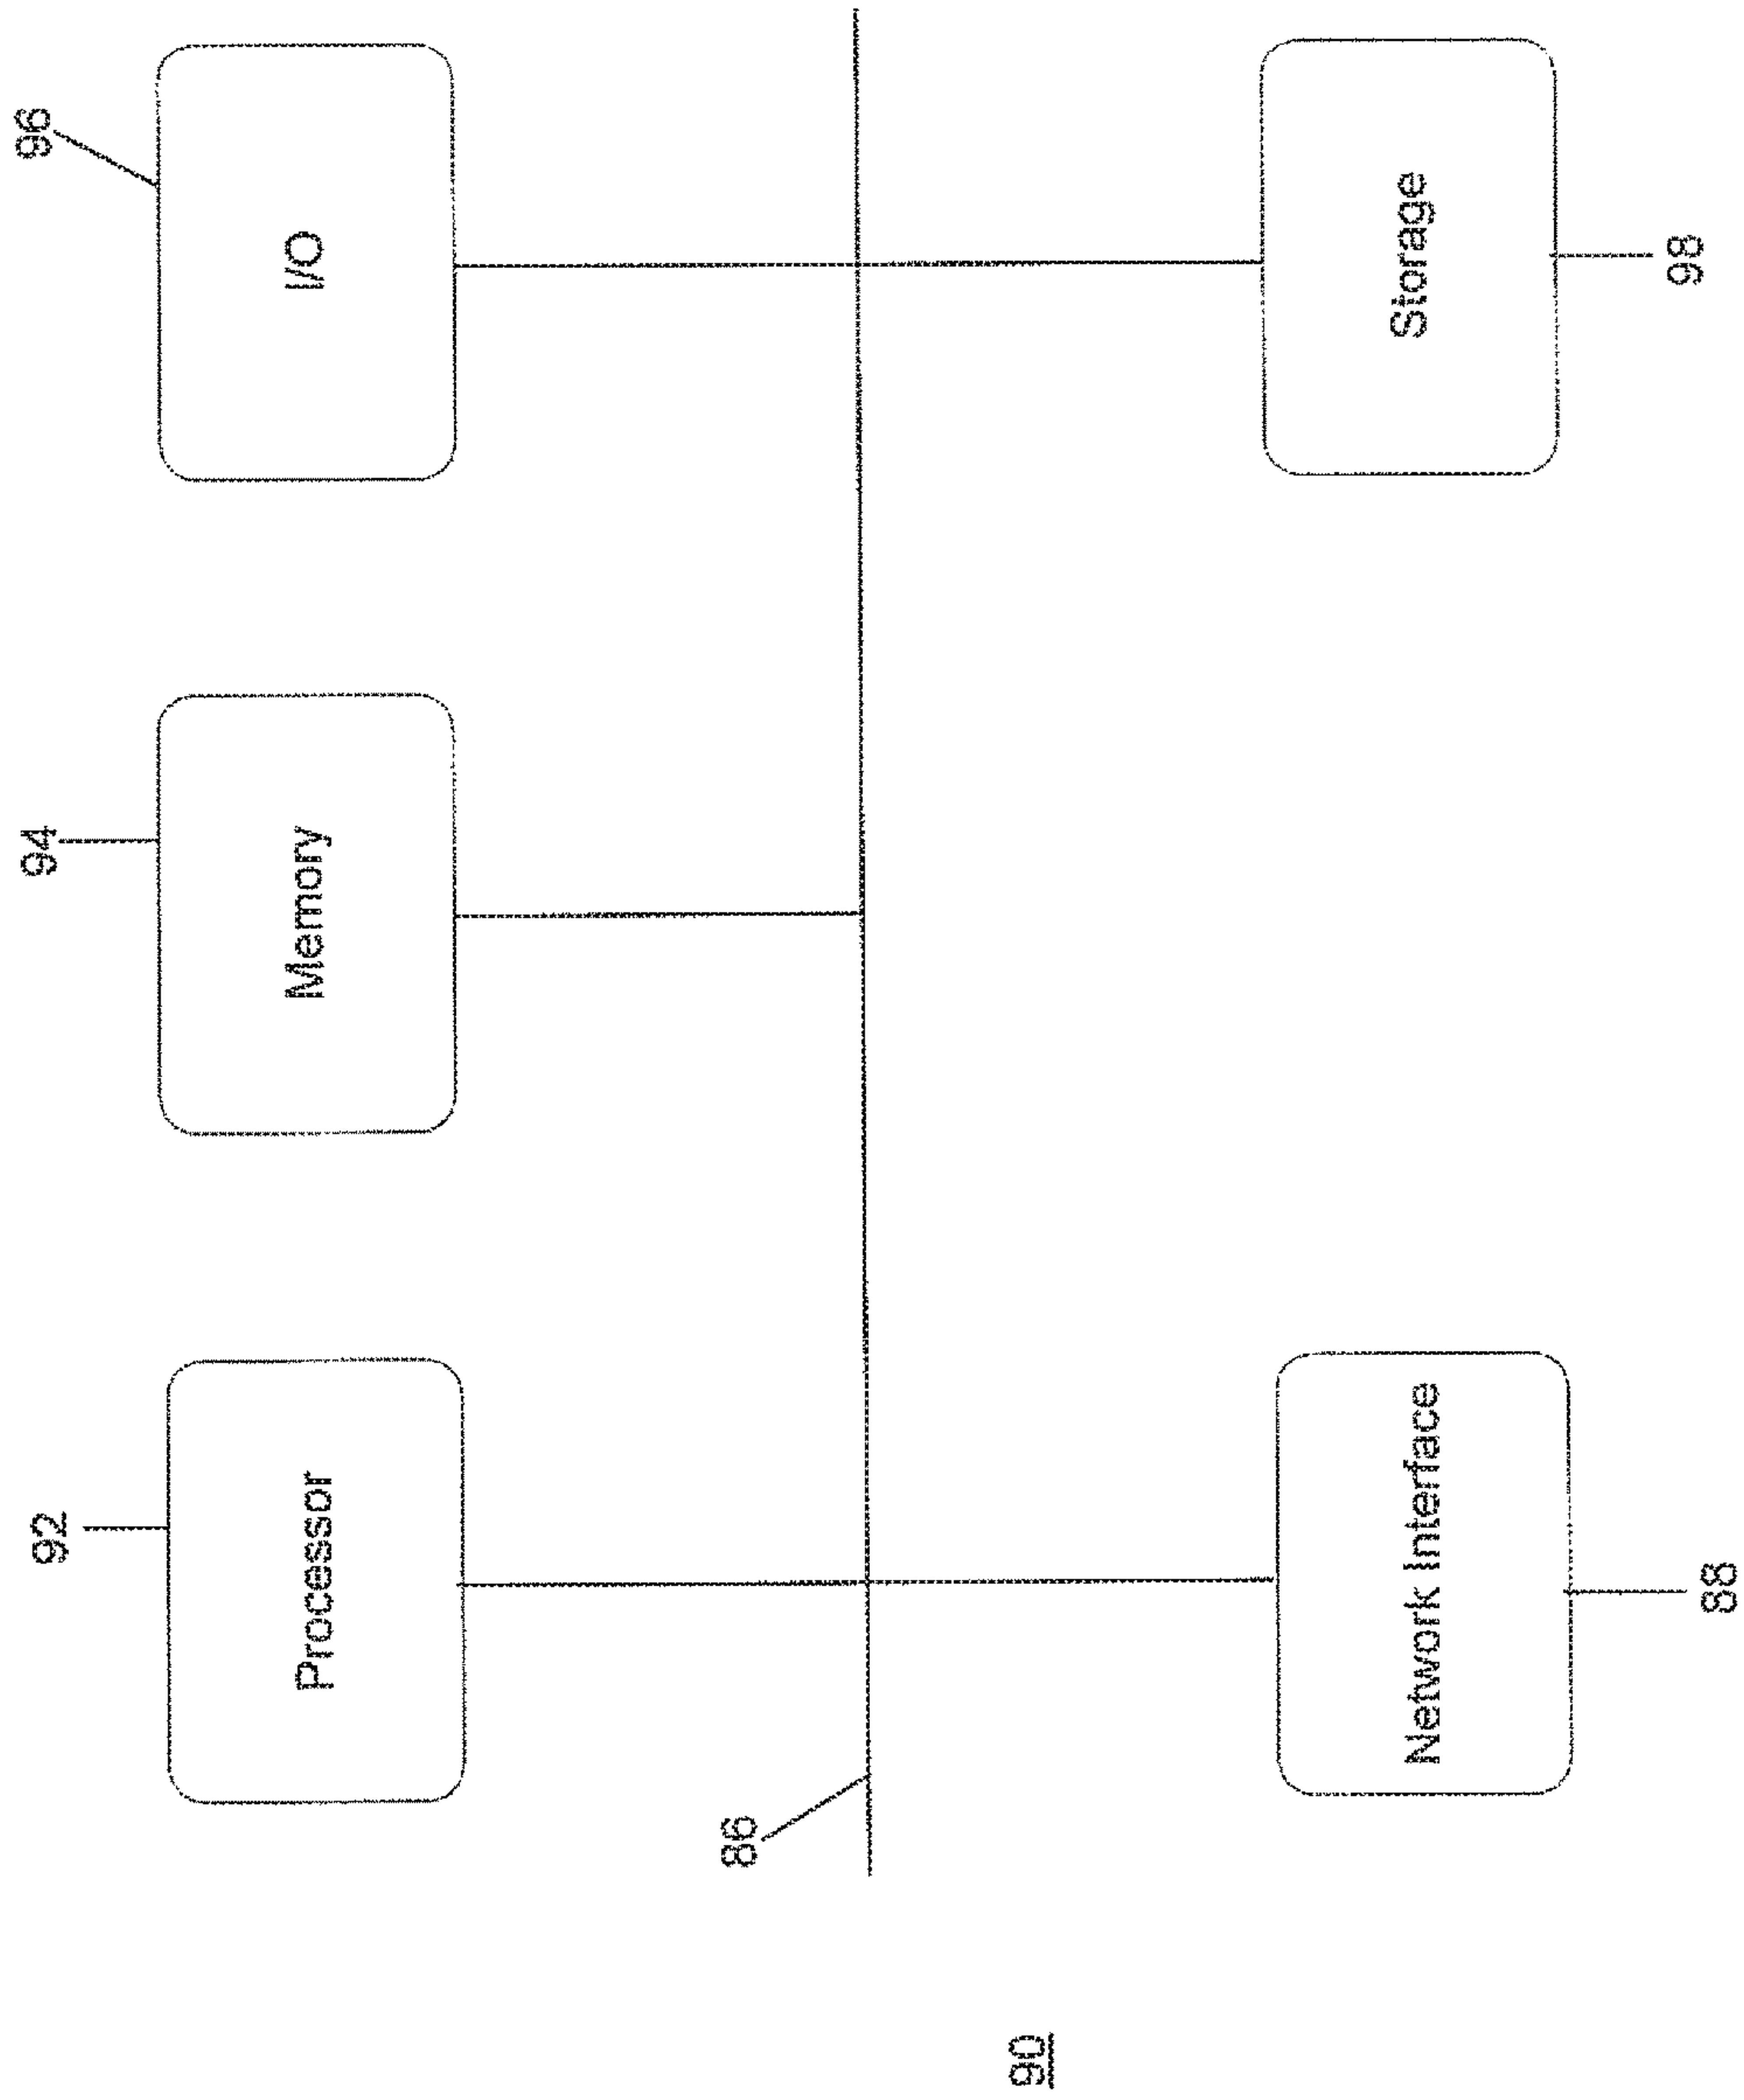 92
94
96
Processor
Memory
I/O
86
Network Interface
Storage
88
98
90